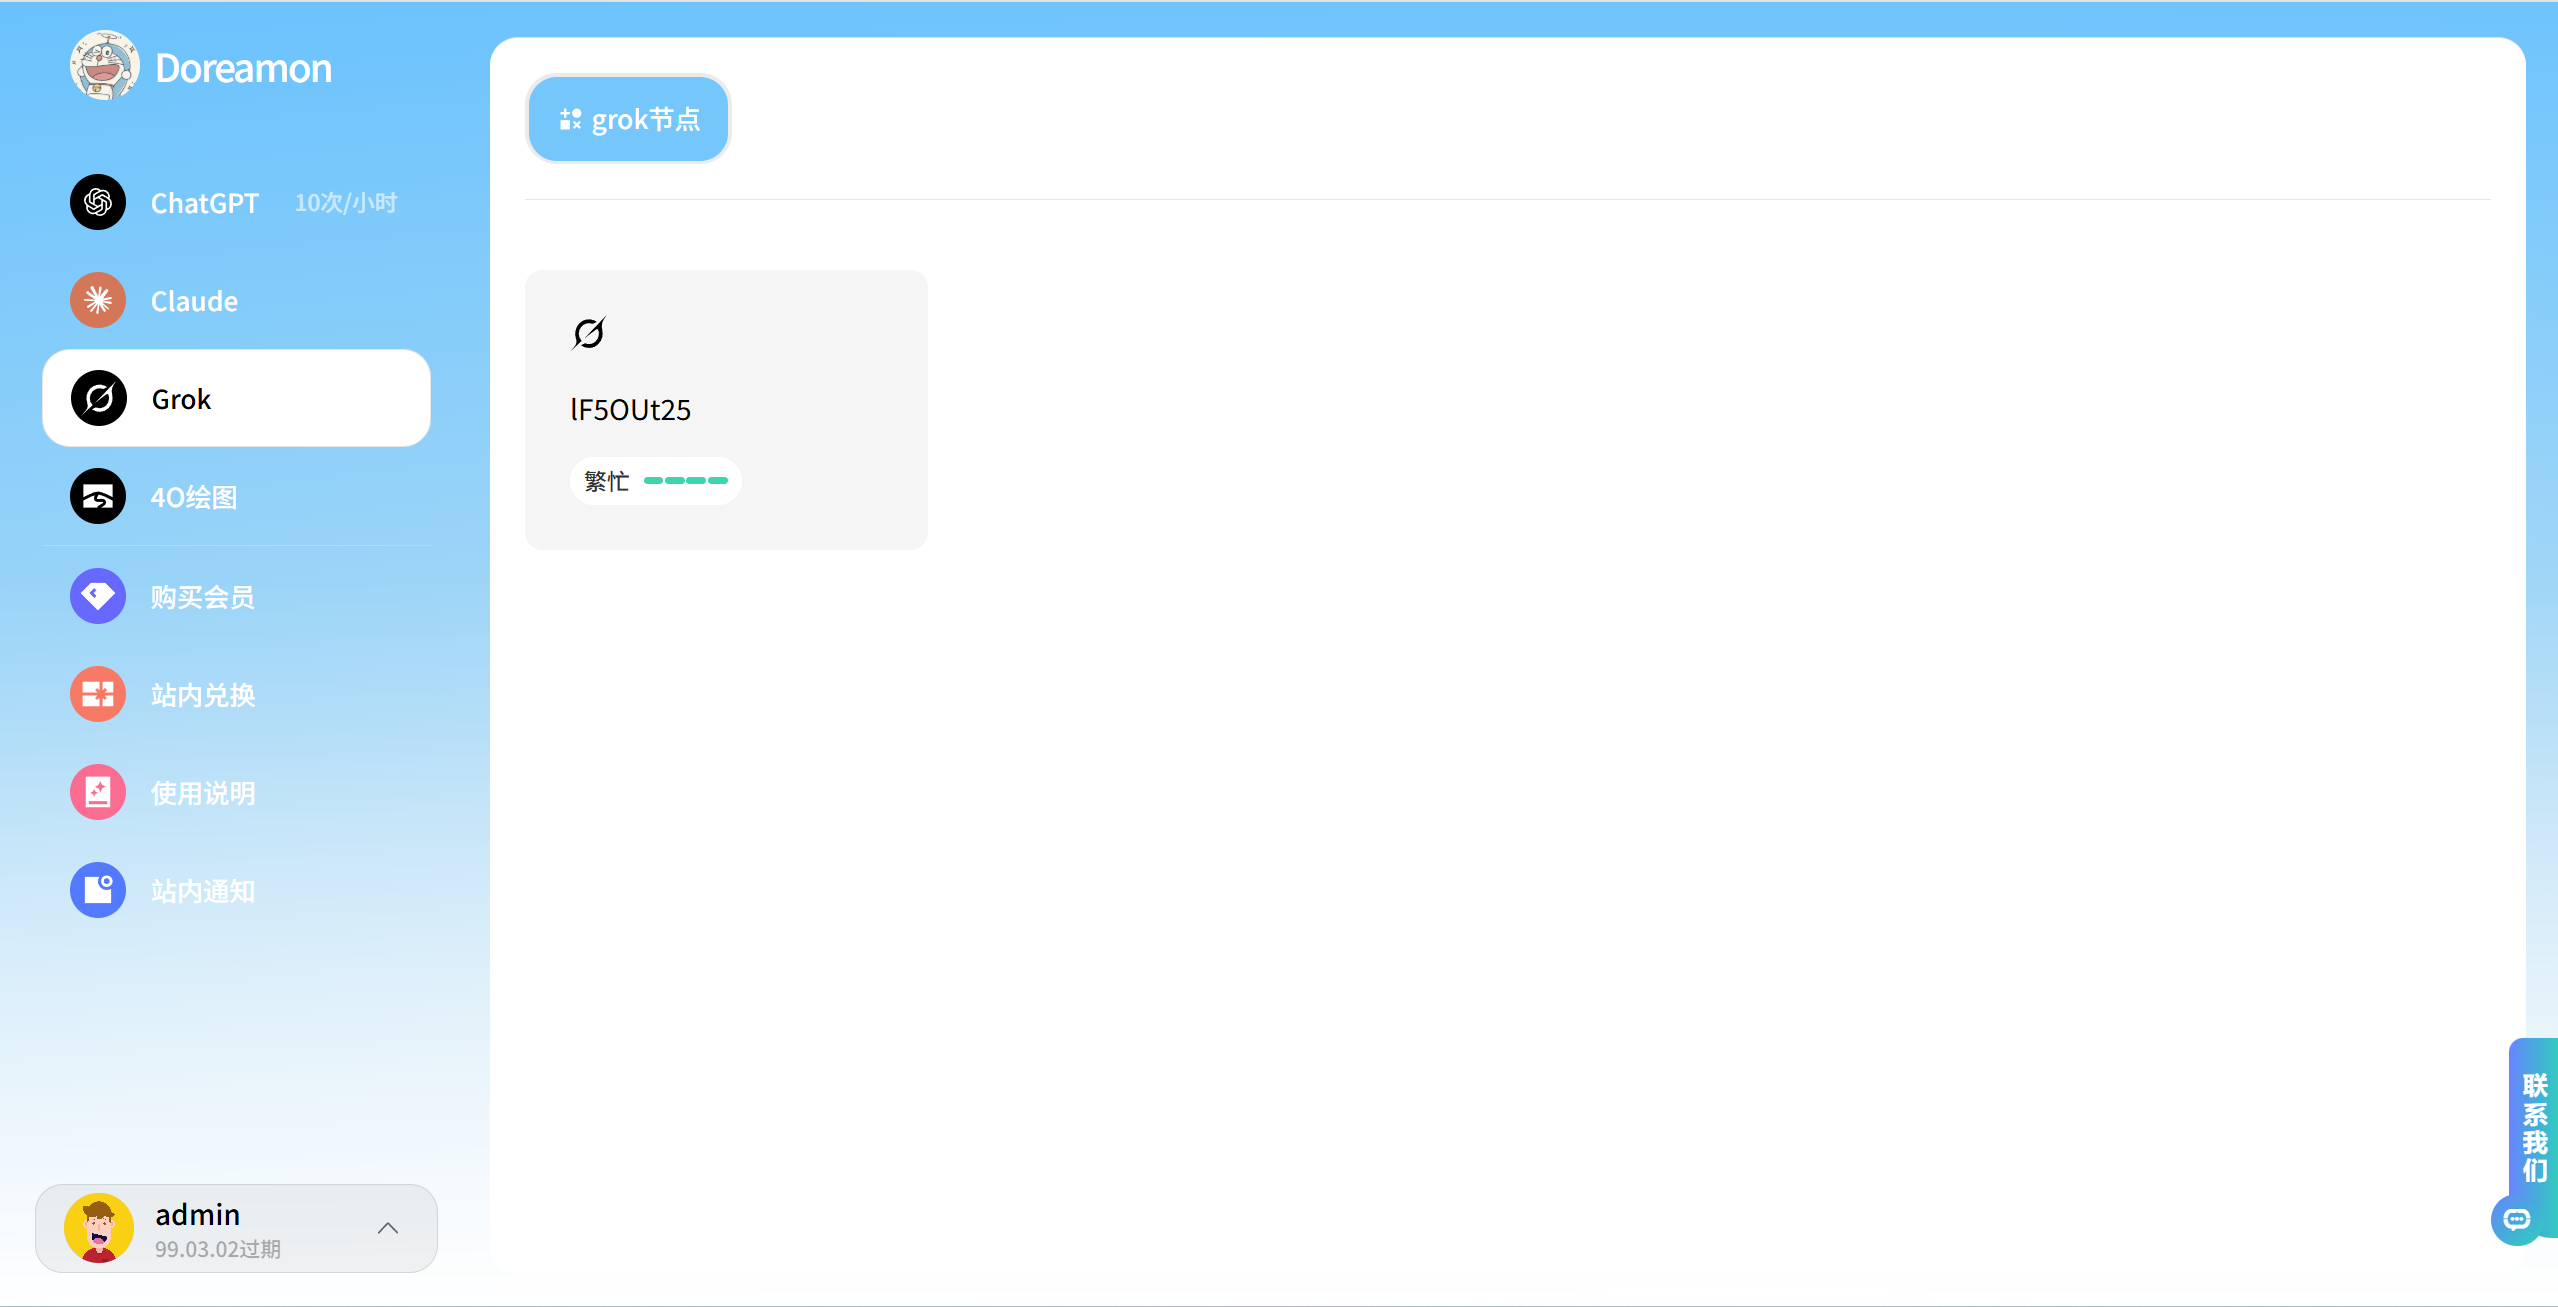 Doreamon
ChatGPT 10次/小时
Claude
Grok
4O绘图
购买会员
站内兑换
使用说明
站内通知
admin
99.03.02过期
grok节点
lF5OUt25
繁忙
联系我们